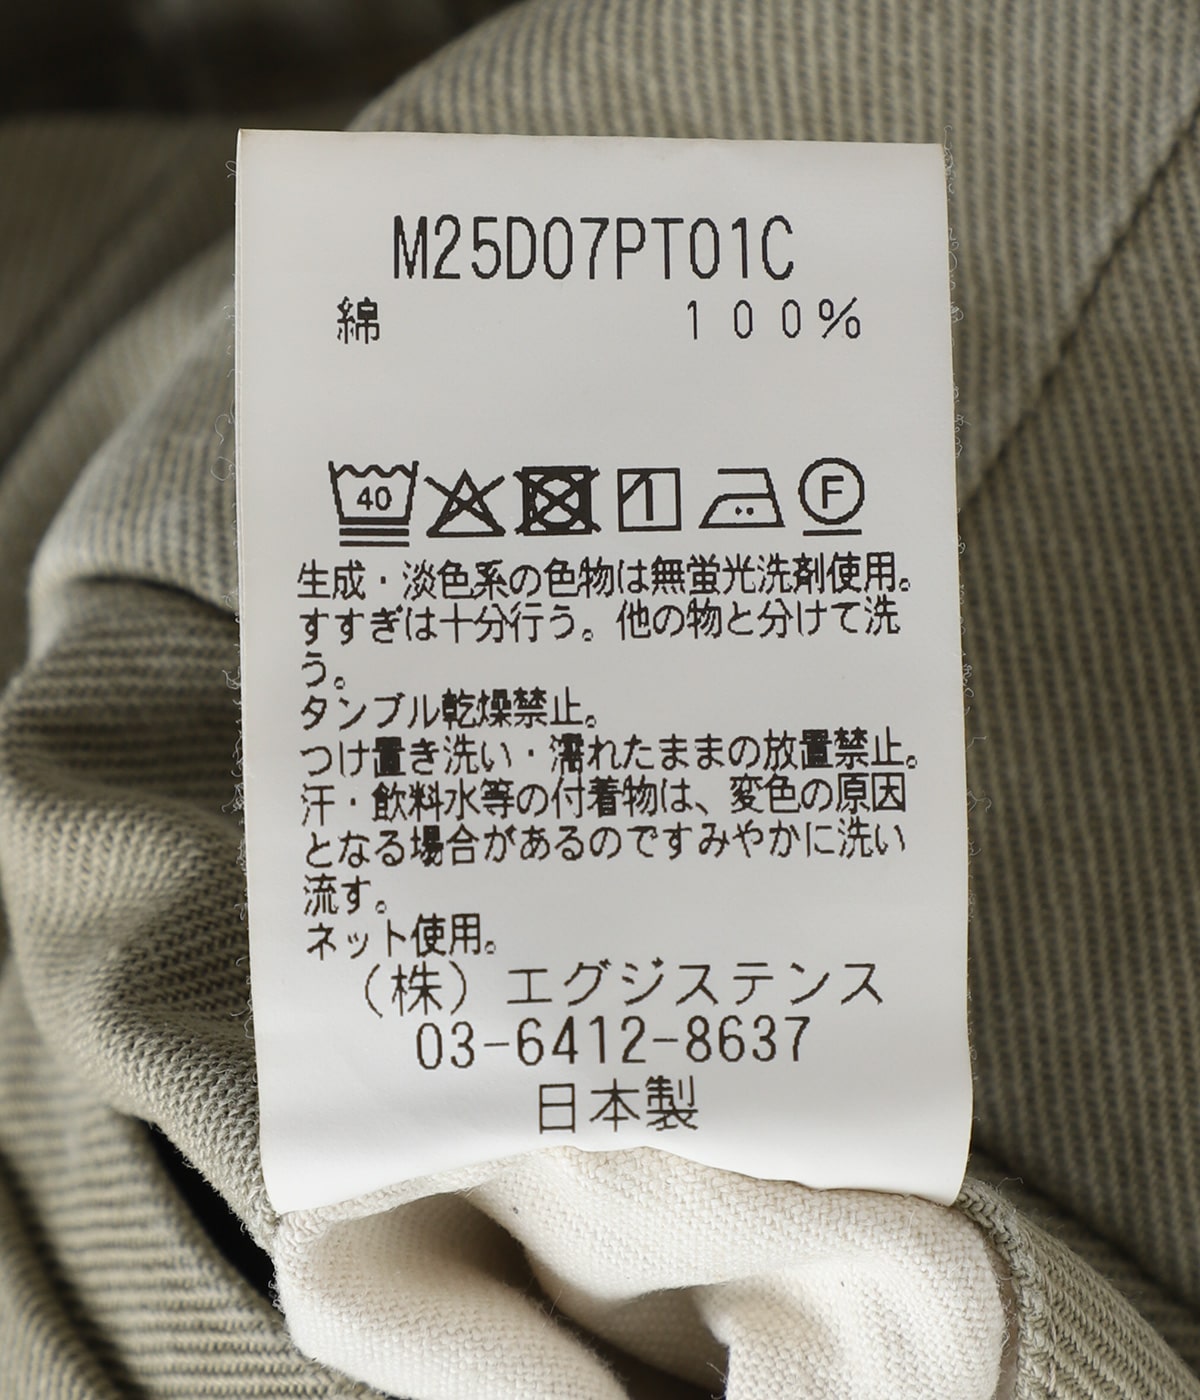 M25D07PT01C
綿 100%
40 F
生成・淡色系の色物は無蛍光洗剤使用。
すすぎは十分行う。他の物と分けて洗
う。
タンブル乾燥禁止。
つけ置き洗い・濡れたままの放置禁止。
汗・飲料水等の付着物は、変色の原因
となる場合があるのですみやかに洗い
流す。
ネット使用。
（株）エグジステンス
03-6412-8637
日本製